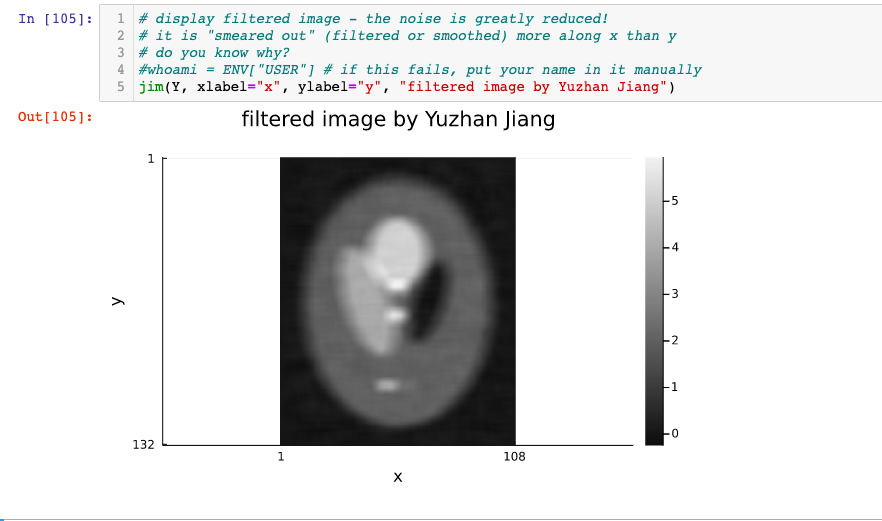 In [105]:
1 # display filtered image - the noise is greatly reduced!
2 # it is "smeared out" (filtered or smoothed) more along x than y
3 # do you know why?
4 #whoami = ENV["USER"] # if this fails, put your name in it manually
5 jim(Y, xlabel="x", ylabel="y", "filtered image by Yuzhan Jiang")
Out[105]:
filtered image by Yuzhan Jiang
1
y
132
1
108
x
5
4
3
2
1
0